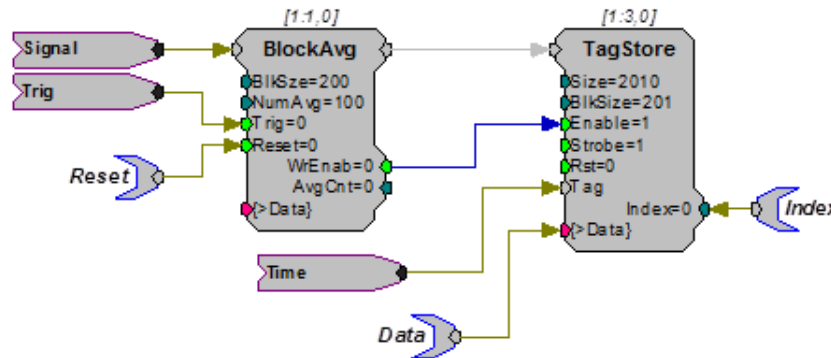 [1:1,0]
[1:3,0]
Signal
BlockAvg
TagStore
BlkSze=200
Size=2010
Trig
NumAvg=100
BlkSize=201
Trig=0
Enable=1
Reset=0
Strobe=1
Reset
WrEnab=0
Rst=0
AvgCnt=0
Tag
{>Data}
Index=0
Index
{>Data}
Time
Data